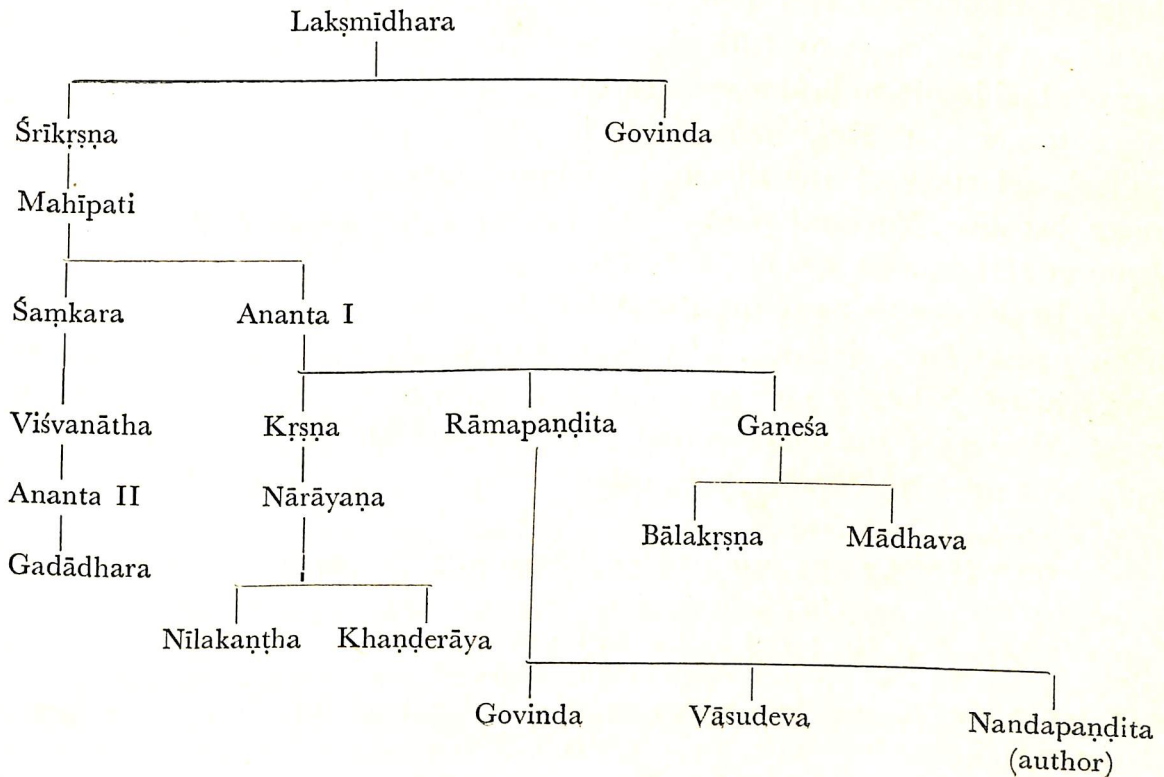 Lakṣmīdhara
Śrīkṛṣṇa Govinda
Mahīpati
Śaṃkara Ananta I
Viśvanātha Kṛṣṇa Rāmapaṇḍita Gaṇeśa
Ananta II Nārāyaṇa
Bālakṛṣṇa Mādhava
Gadādhara
Nīlakaṇṭha Khaṇḍerāya
Govinda Vāsudeva Nandapaṇḍita
(author)